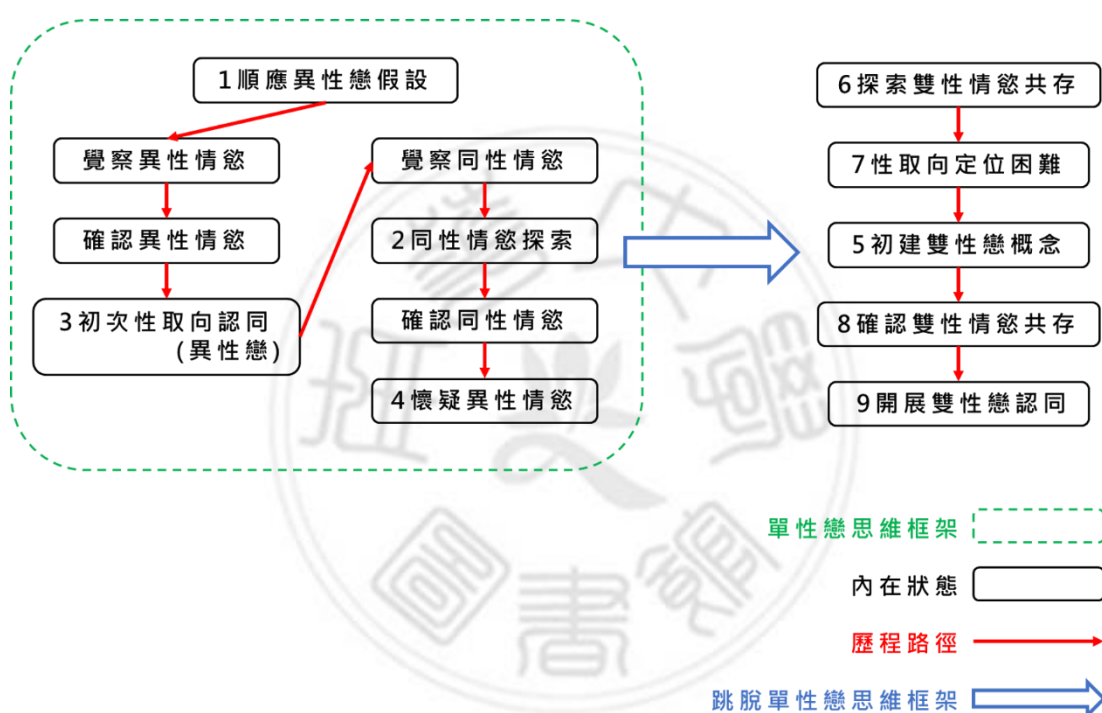 1順應異性戀假設
覺察異性情慾
確認異性情慾
3初次性取向認同
(異性戀)
覺察同性情慾
2同性情慾探索
確認同性情慾
4懷疑異性情慾
6探索雙性情慾共存
7性取向定位困難
5初建雙性戀概念
8確認雙性情慾共存
9開展雙性戀認同
單性戀思維框架
內在狀態
歷程路徑
跳脫單性戀思維框架